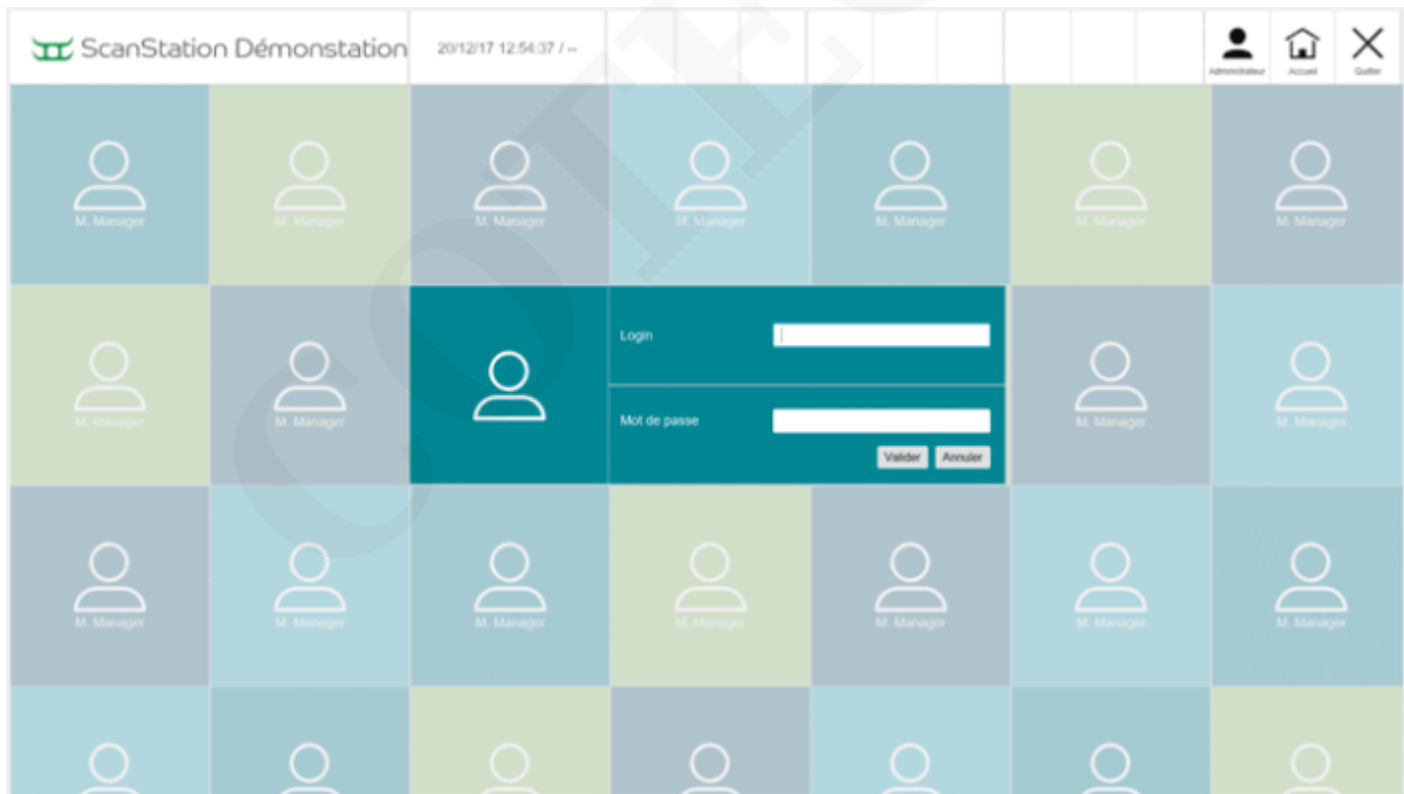 ScanStation Démonstation
20/12/17 12:54:37 / --
Administrateur
Accueil
Quitter
M. Manager
M. Manager
M. Manager
M. Manager
M. Manager
M. Manager
M. Manager
M. Manager
M. Manager
Login
M. Manager
M. Manager
Mot de passe
Valider
Annuler
M. Manager
M. Manager
M. Manager
M. Manager
M. Manager
M. Manager
M. Manager